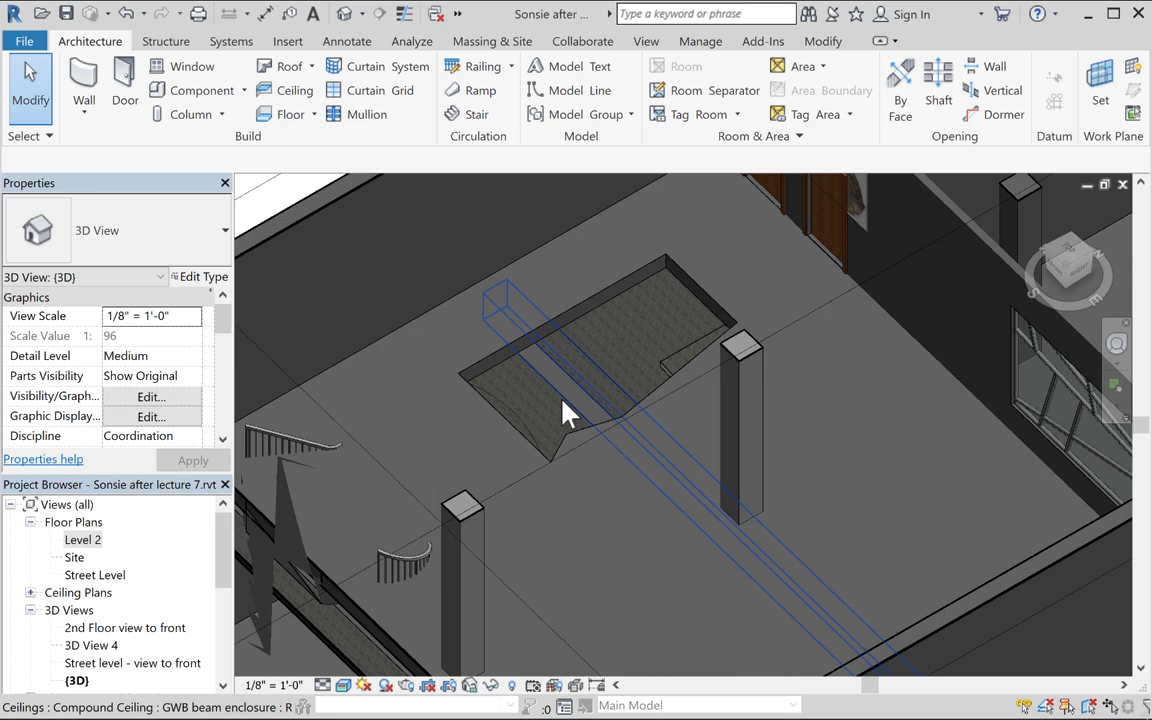 Sonsie after ...
Type a keyword or phrase
Sign In
File
Architecture
Structure
Systems
Insert
Annotate
Analyze
Massing & Site
Collaborate
View
Manage
Add-Ins
Modify
Modify
Wall
Door
Window
Component
Column
Roof
Ceiling
Floor
Curtain System
Curtain Grid
Mullion
Railing
Ramp
Stair
Model Text
Model Line
Model Group
Room
Room Separator
Tag Room
Area
Area Boundary
Tag Area
By Face
Shaft
Wall
Vertical
Dormer
Set
Select
Build
Circulation
Model
Room & Area
Opening
Datum
Work Plane
Properties
3D View
3D View: {3D}
Edit Type
Graphics
View Scale
1/8" = 1'-0"
Scale Value 1:
96
Detail Level
Medium
Parts Visibility
Show Original
Visibility/Graph...
Edit...
Graphic Display...
Edit...
Discipline
Coordination
Properties help
Apply
Project Browser - Sonsie after lecture 7.rvt
Views (all)
Floor Plans
Level 2
Site
Street Level
Ceiling Plans
3D Views
2nd Floor view to front
3D View 4
Street level - view to front
{3D}
RIGHT
S
E
1/8" = 1'-0"
Ceilings : Compound Ceiling : GWB beam enclosure : R
:0
Main Model